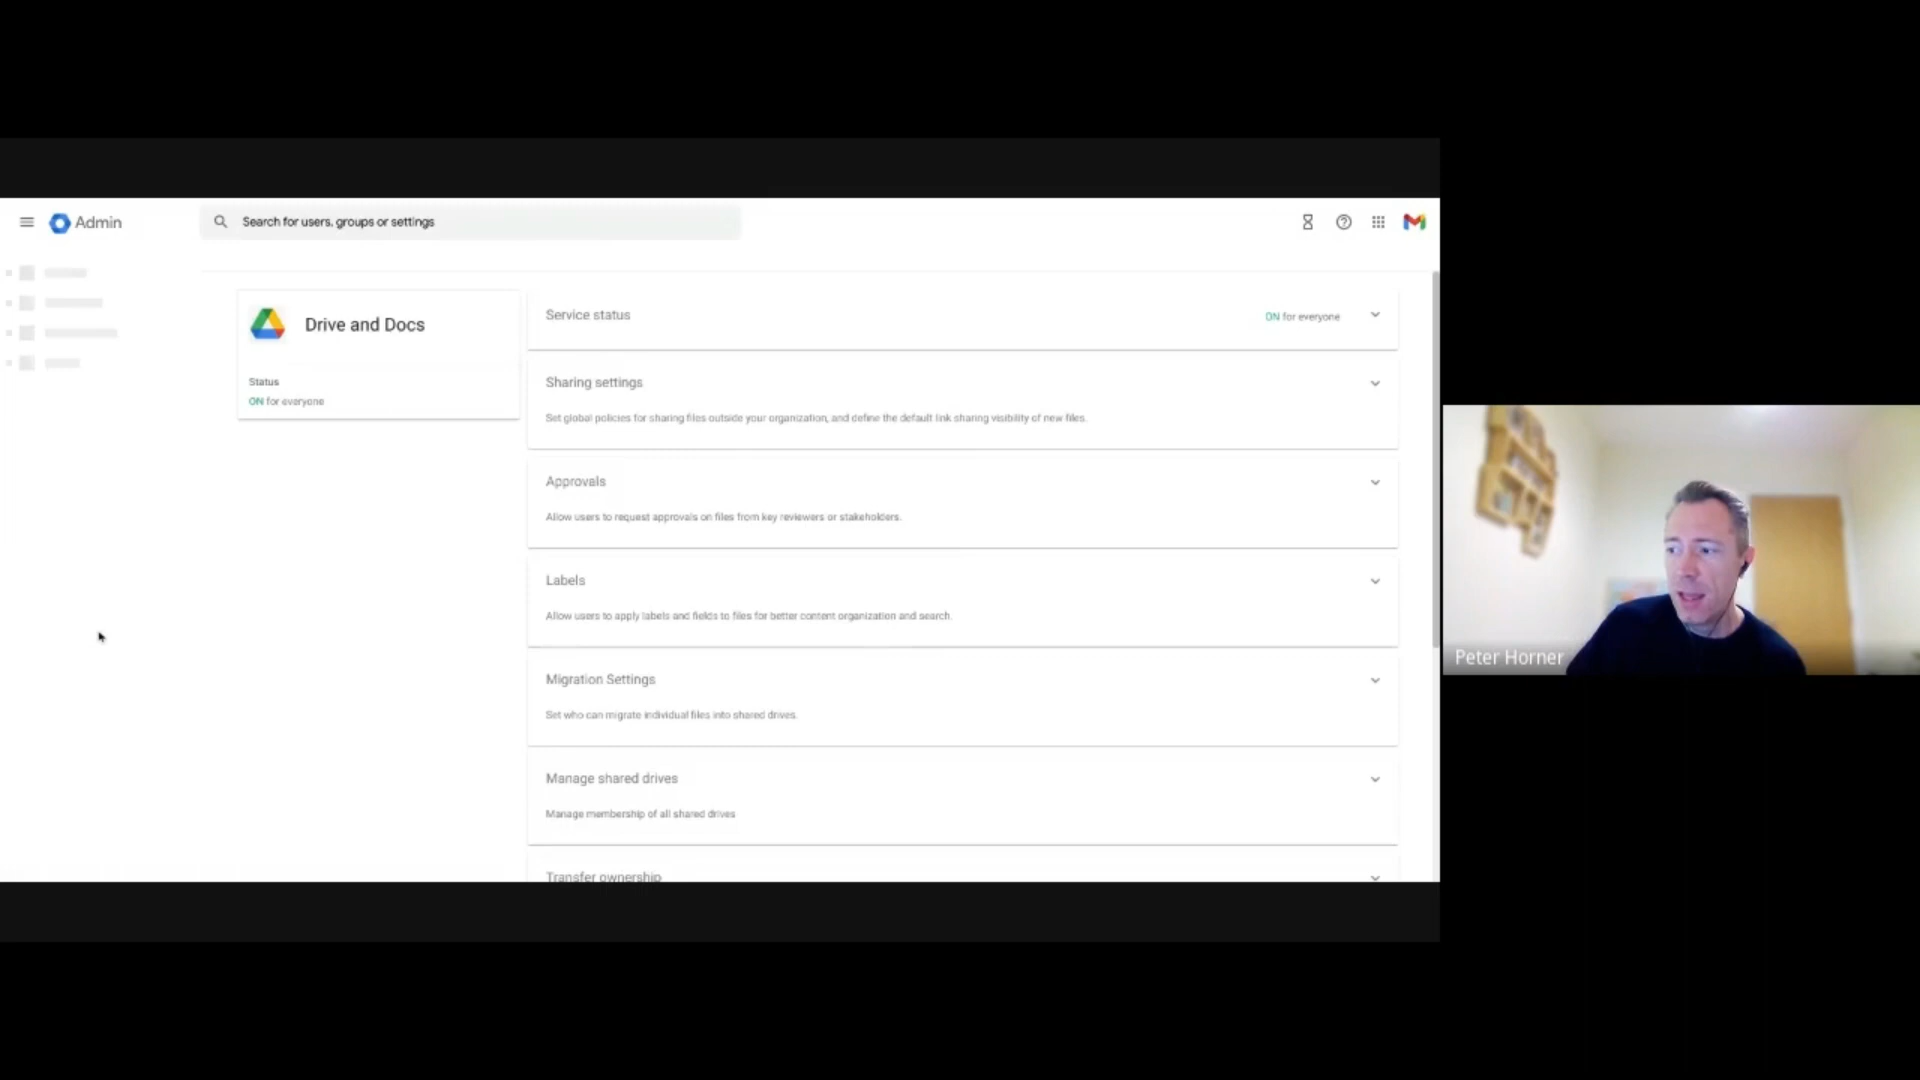 Admin
Search for users, groups or settings
Drive and Docs
Status
ON for everyone
Service status
ON for everyone
Sharing settings
Set global policies for sharing files outside your organization, and define the default link sharing visibility of new files.
Approvals
Allow users to request approvals on files from key reviewers or stakeholders.
Labels
Allow users to apply labels and fields to files for better content organization and search.
Migration Settings
Set who can migrate individual files into shared drives.
Manage shared drives
Manage membership of all shared drives
Transfer ownership
Peter Horner